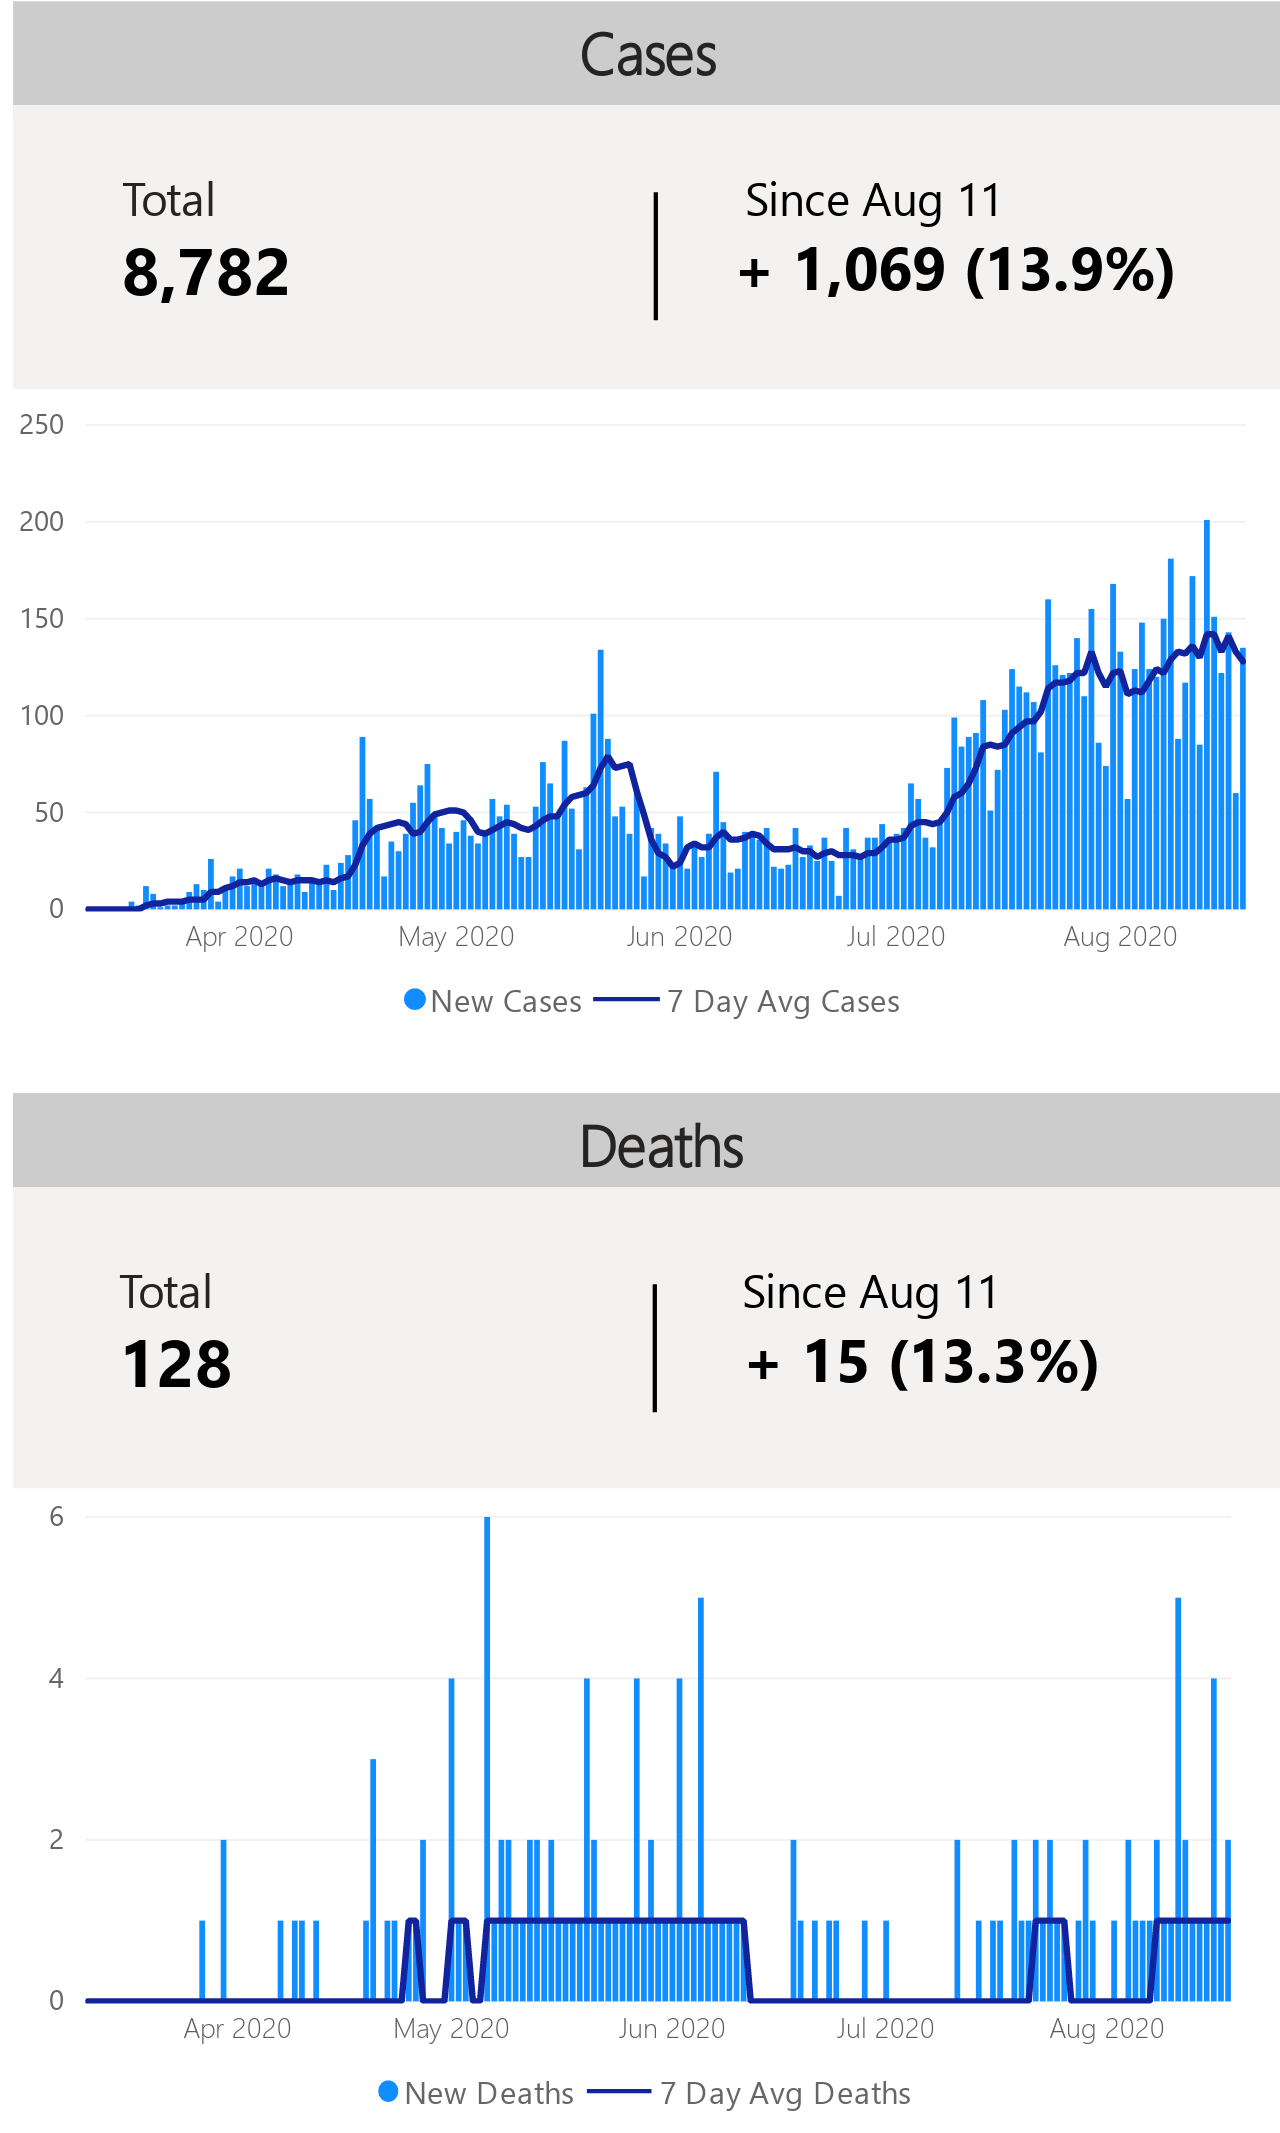 Cases
Total
Since Aug 11
8,782
+ 1,069 (13.9%)
250
200
150
100
50
0
Apr 2020
May 2020
Jun 2020
Jul 2020
Aug 2020
New Cases
7 Day Avg Cases
Deaths
Total
Since Aug 11
128
+ 15 (13.3%)
6
4
2
0
Apr 2020
May 2020
Jun 2020
Jul 2020
Aug 2020
New Deaths
7 Day Avg Deaths